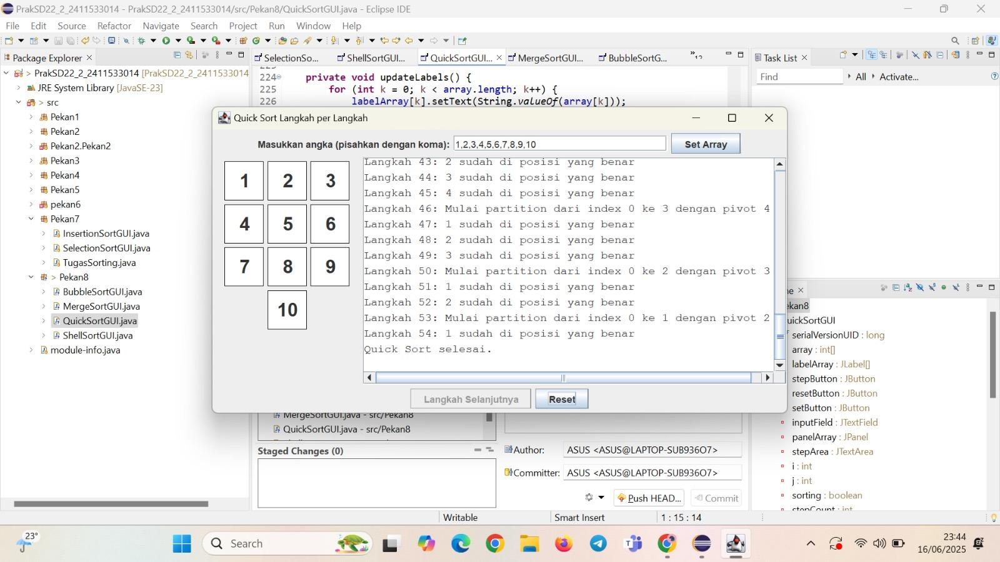 PrakSD22_2_2411533014 - PrakSD22_2_2411533014/src/Pekan8/QuickSortGUI.java - Eclipse IDE
File Edit Source Refactor Navigate Search Project Run Window Help
Package Explorer
PrakSD22_2_2411533014 [PrakSD22_2_2411533014
JRE System Library [JavaSE-23]
src
Pekan1
Pekan2
Pekan2.Pekan2
Pekan3
Pekan4
Pekan5
pekan6
Pekan7
InsertionSortGUI.java
SelectionSortGUI.java
TugasSorting.java
Pekan8
BubbleSortGUI.java
MergeSortGUI.java
QuickSortGUI.java
ShellSortGUI.java
module-info.java
SelectionSo... ShellSortGUI... QuickSortGUI... MergeSortGUI... BubbleSortG... »12
224 private void updateLabels() {
225 for (int k = 0; k < array.length; k++) {
226 labelArray[k].setText(String.valueOf(array[k]));
Quick Sort Langkah per Langkah
Masukkan angka (pisahkan dengan koma): 1,2,3,4,5,6,7,8,9,10 Set Array
1 2 3
4 5 6
7 8 9
10
Langkah 43: 2 sudah di posisi yang benar
Langkah 44: 3 sudah di posisi yang benar
Langkah 45: 4 sudah di posisi yang benar
Langkah 46: Mulai partition dari index 0 ke 3 dengan pivot 4
Langkah 47: 1 sudah di posisi yang benar
Langkah 48: 2 sudah di posisi yang benar
Langkah 49: 3 sudah di posisi yang benar
Langkah 50: Mulai partition dari index 0 ke 2 dengan pivot 3
Langkah 51: 1 sudah di posisi yang benar
Langkah 52: 2 sudah di posisi yang benar
Langkah 53: Mulai partition dari index 0 ke 1 dengan pivot 2
Langkah 54: 1 sudah di posisi yang benar
Quick Sort selesai.
Langkah Selanjutnya Reset
MergeSortGUI.java - src/Pekan8
QuickSortGUI.java - src/Pekan8
Staged Changes (0)
Author: ASUS <ASUS@LAPTOP-SUB936O7>
Committer: ASUS <ASUS@LAPTOP-SUB936O7>
Push HEAD... Commit
Task List
Find All Activate...
ne
ekan8
uickSortGUI
serialVersionUID : long
array : int[]
labelArray : JLabel[]
stepButton : JButton
resetButton : JButton
setButton : JButton
inputField : JTextField
panelArray : JPanel
stepArea : JTextArea
i : int
j : int
sorting : boolean
stepCount : int
Writable Smart Insert 1 : 15 : 14
23°
Search
23:44
16/06/2025